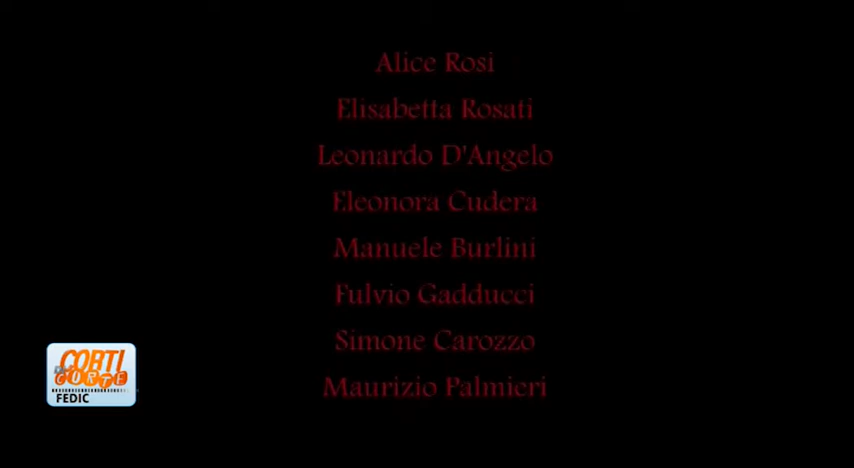 Alice Rosi
Elisabetta Rosati
Leonardo D'Angelo
Eleonora Cudera
Manuele Burlini
Fulvio Gadducci
Simone Carozzo
Maurizio Palmieri
CORTI
CORTE
FEDIC